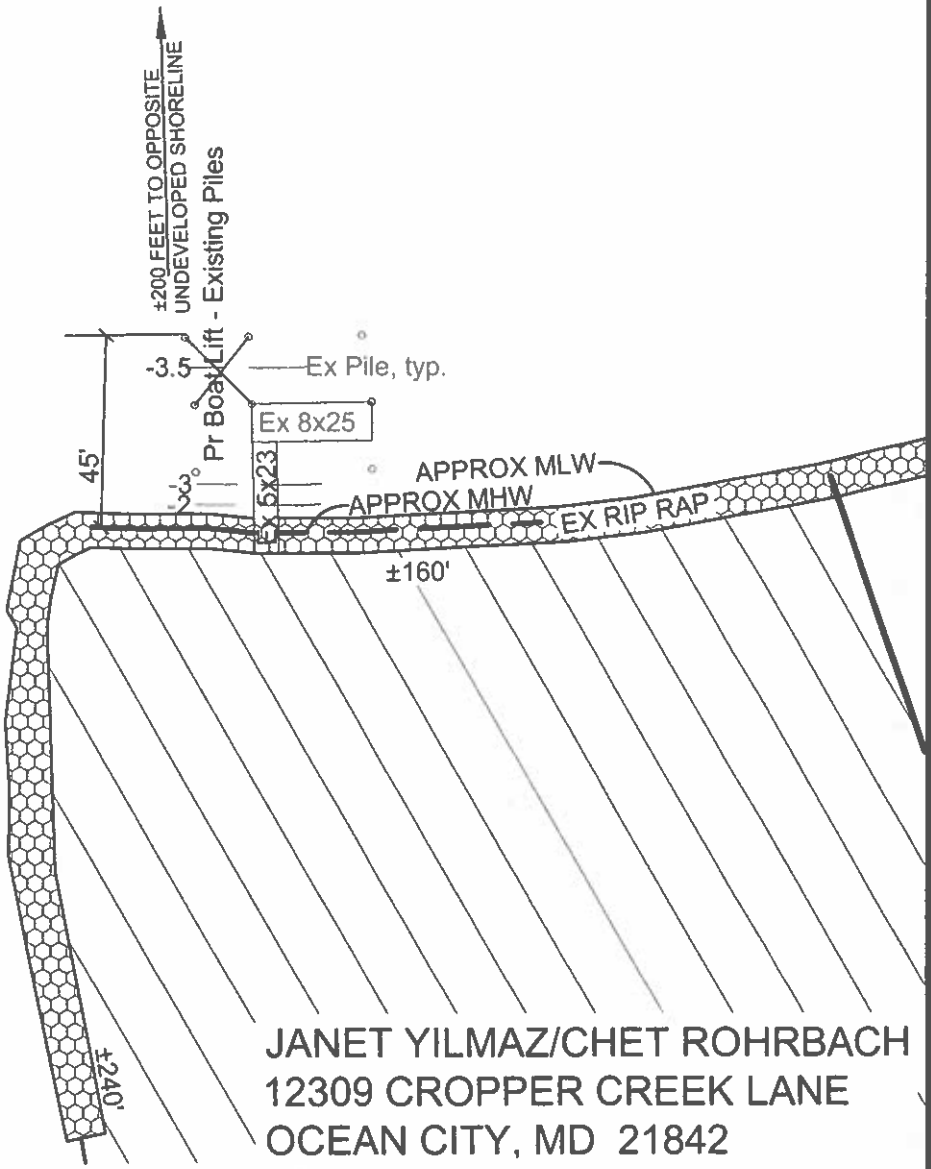 ±200 FEET TO OPPOSITE
UNDEVELOPED SHORELINE
Pr Boat Lift - Existing Piles
-3.5
Ex Pile, typ.
45'
Ex 8x25
-3
-2
Ex 5x23
APPROX MLW
APPROX MHW
EX RIP RAP
±160'
±240'
JANET YILMAZ/CHET ROHRBACH
12309 CROPPER CREEK LANE
OCEAN CITY, MD 21842